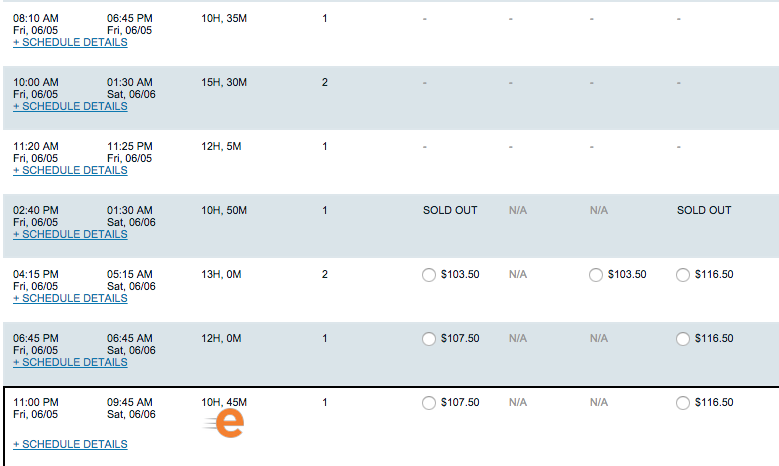 08:10 AM 06:45 PM 10H, 35M 1 - - - -
Fri, 06/05 Fri, 06/05
+ SCHEDULE DETAILS
10:00 AM 01:30 AM 15H, 30M 2 - - - -
Fri, 06/05 Sat, 06/06
+ SCHEDULE DETAILS
11:20 AM 11:25 PM 12H, 5M 1 - - - -
Fri, 06/05 Fri, 06/05
+ SCHEDULE DETAILS
02:40 PM 01:30 AM 10H, 50M 1 SOLD OUT N/A N/A SOLD OUT
Fri, 06/05 Sat, 06/06
+ SCHEDULE DETAILS
04:15 PM 05:15 AM 13H, 0M 2 $103.50 N/A $103.50 $116.50
Fri, 06/05 Sat, 06/06
+ SCHEDULE DETAILS
06:45 PM 06:45 AM 12H, 0M 1 $107.50 N/A N/A $116.50
Fri, 06/05 Sat, 06/06
+ SCHEDULE DETAILS
11:00 PM 09:45 AM 10H, 45M 1 $107.50 N/A N/A $116.50
Fri, 06/05 Sat, 06/06
e
+ SCHEDULE DETAILS